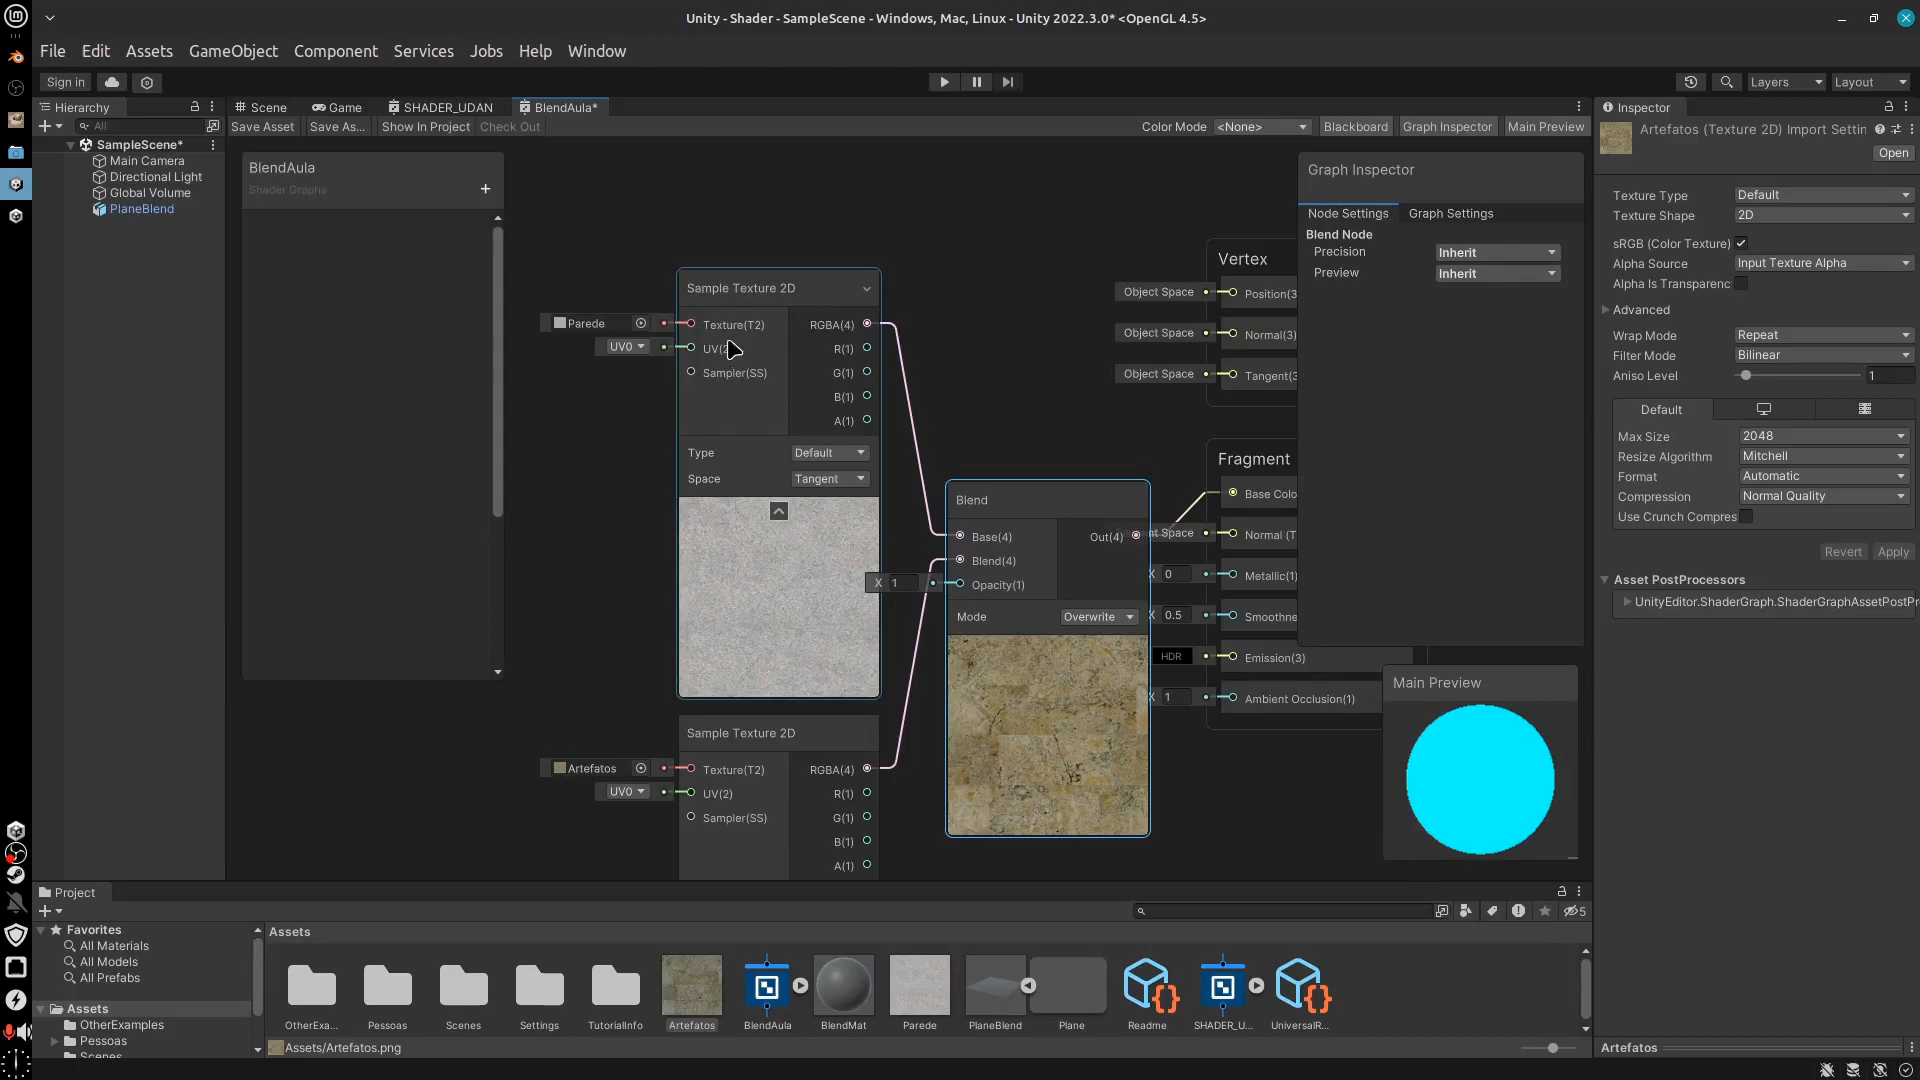 Unity - Shader - SampleScene - Windows, Mac, Linux - Unity 2022.3.0* <OpenGL 4.5>
File Edit Assets GameObject Component Services Jobs Help Window
Sign in
Layers
Layout
Hierarchy
Scene
Game
SHADER_UDAN
BlendAula*
Inspector
All
Save Asset
Save As...
Show In Project
Check Out
Color Mode
<None>
Blackboard
Graph Inspector
Main Preview
SampleScene*
Main Camera
Directional Light
Global Volume
PlaneBlend
BlendAula
Shader Graphs
Sample Texture 2D
Parede
Texture(T2)
RGBA(4)
UV0
R(1)
Sampler(SS)
G(1)
B(1)
A(1)
Type
Default
Space
Tangent
Sample Texture 2D
Artefatos
Texture(T2)
RGBA(4)
UV0
UV(2)
R(1)
Sampler(SS)
G(1)
B(1)
A(1)
Blend
Base(4)
Out(4)
Blend(4)
X 1
Opacity(1)
Mode
Overwrite
Vertex
Object Space
Position(3
Object Space
Normal(3)
Object Space
Tangent(3
Fragment
Base Colo
nt Space
Normal (T
X 0
Metallic(1)
X 0.5
Smoothne
HDR
Emission(3)
X 1
Ambient Occlusion(1)
Graph Inspector
Node Settings
Graph Settings
Blend Node
Precision
Inherit
Preview
Inherit
Main Preview
Artefatos (Texture 2D) Import Settin
Open
Texture Type
Default
Texture Shape
2D
sRGB (Color Texture)
Alpha Source
Input Texture Alpha
Alpha Is Transparenc
Advanced
Wrap Mode
Repeat
Filter Mode
Bilinear
Aniso Level
1
Default
Max Size
2048
Resize Algorithm
Mitchell
Format
Automatic
Compression
Normal Quality
Use Crunch Compres
Revert
Apply
Asset PostProcessors
UnityEditor.ShaderGraph.ShaderGraphAssetPostPr
Project
5
Favorites
All Materials
All Models
All Prefabs
Assets
OtherExamples
Pessoas
Scenes
Assets
OtherExa...
Pessoas
Scenes
Settings
TutorialInfo
Artefatos
BlendAula
BlendMat
Parede
PlaneBlend
Plane
Readme
SHADER_U...
UniversalR...
Assets/Artefatos.png
Artefatos